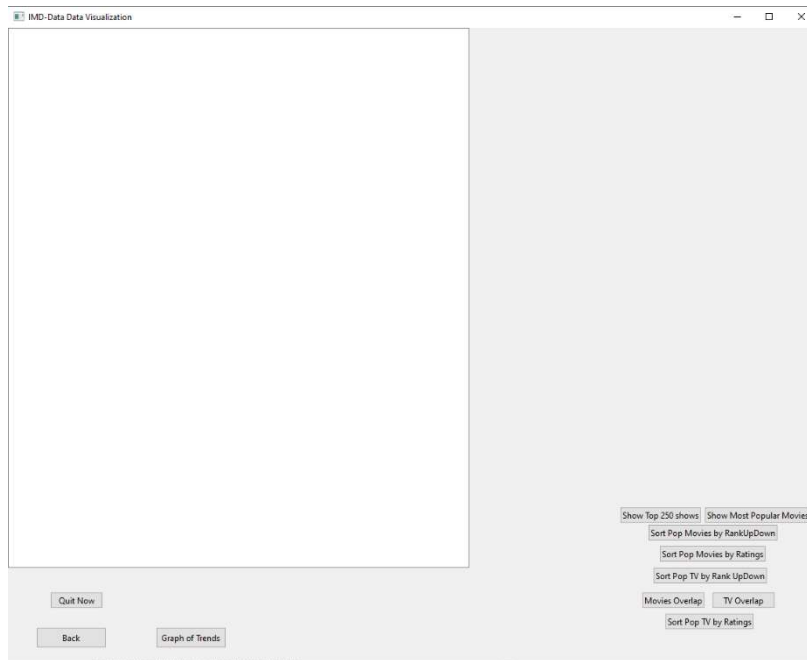 IMD-Data Data Visualization
Show Top 250 shows
Show Most Popular Movies
Sort Pop Movies by RankUpDown
Sort Pop Movies by Ratings
Sort Pop TV by Rank UpDown
Quit Now
Movies Overlap
TV Overlap
Sort Pop TV by Ratings
Back
Graph of Trends